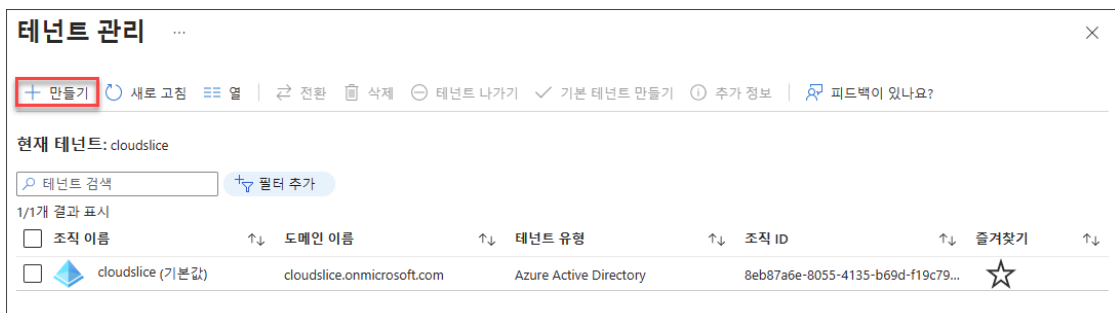 테넌트 관리 ...
만들기 새로 고침 열 전환 삭제 테넌트 나가기 기본 테넌트 만들기 추가 정보 피드백이 있나요?
현재 테넌트: cloudslice
테넌트 검색 필터 추가
1/1개 결과 표시
조직 이름 도메인 이름 테넌트 유형 조직 ID 즐겨찾기
cloudslice (기본값) cloudslice.onmicrosoft.com Azure Active Directory 8eb87a6e-8055-4135-b69d-f19c79...